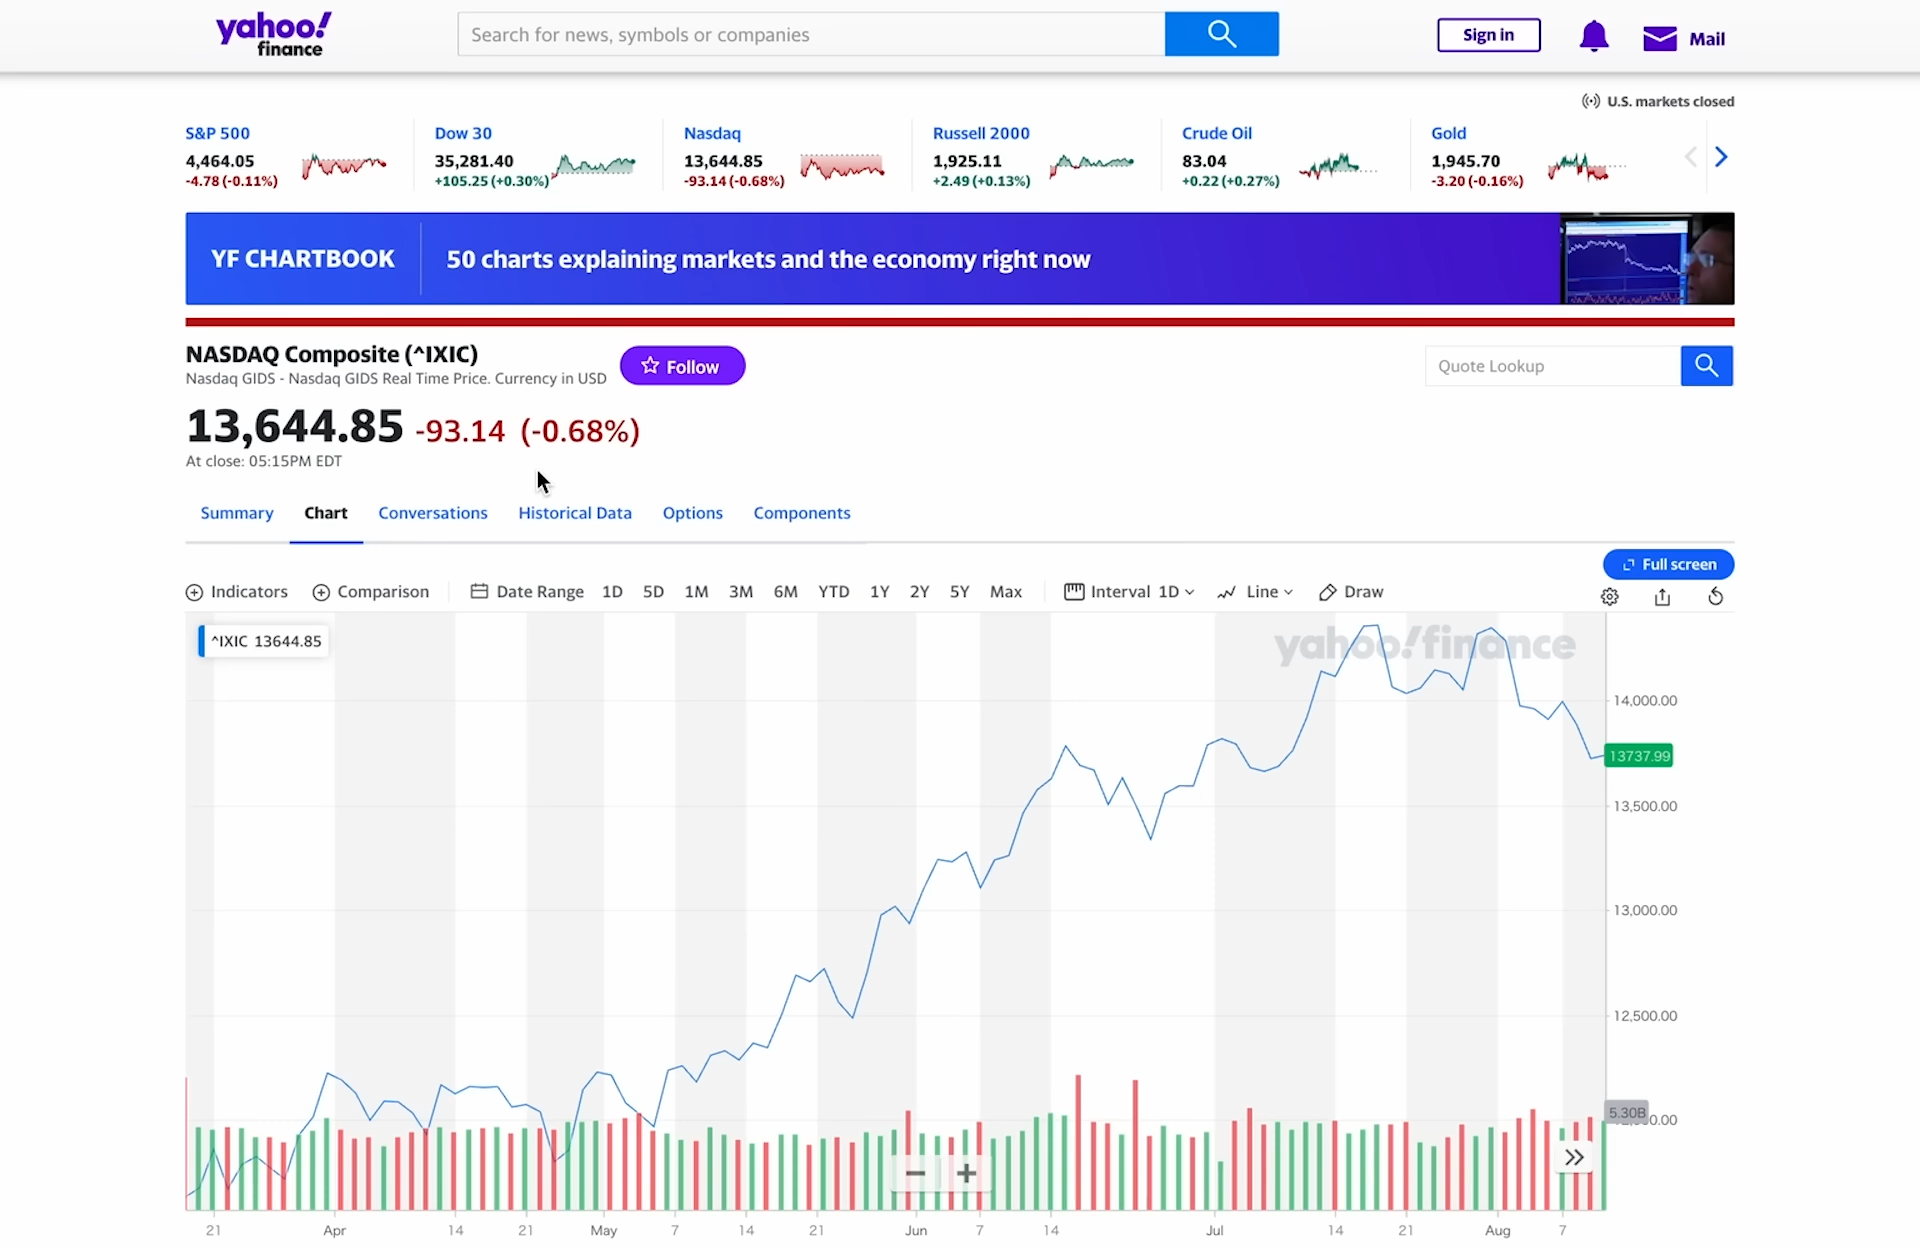 yahoo!
finance
Search for news, symbols or companies
Sign in
Mail
U.S. markets closed
S&P 500
4,464.05
-4.78 (-0.11%)
Dow 30
35,281.40
+105.25 (+0.30%)
Nasdaq
13,644.85
-93.14 (-0.68%)
Russell 2000
1,925.11
+2.49 (+0.13%)
Crude Oil
83.04
+0.22 (+0.27%)
Gold
1,945.70
-3.20 (-0.16%)
YF CHARTBOOK
50 charts explaining markets and the economy right now
NASDAQ Composite (^IXIC)
Nasdaq GIDS - Nasdaq GIDS Real Time Price. Currency in USD
Follow
Quote Lookup
13,644.85 -93.14 (-0.68%)
At close: 05:15PM EDT
Summary Chart Conversations Historical Data Options Components
Full screen
Indicators Comparison Date Range 1D 5D 1M 3M 6M YTD 1Y 2Y 5Y Max Interval 1D Line Draw
^IXIC 13644.85
yahoo!finance
14,000.00
13737.99
13,500.00
13,000.00
12,500.00
5.30B
21 Apr 14 21 May 7 14 21 Jun 7 14 Jul 14 21 Aug 7